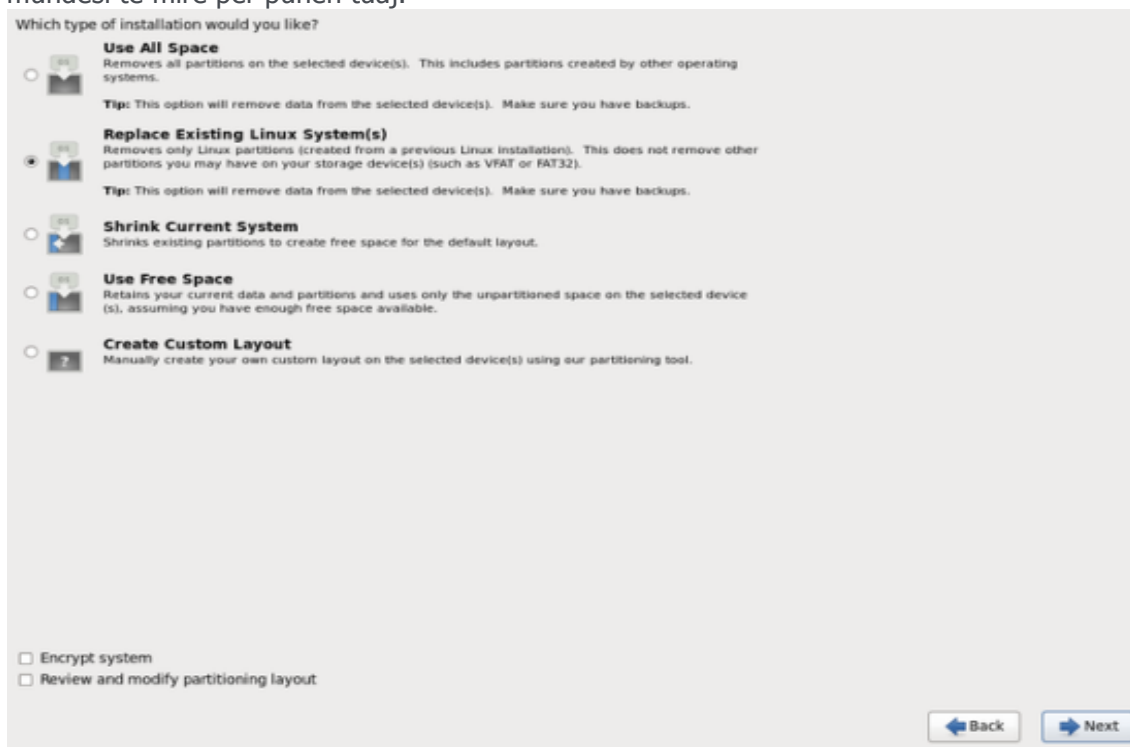 mundësi të mirë për punën tuaj.
Which type of installation would you like?
Use All Space
Removes all partitions on the selected device(s). This includes partitions created by other operating
systems.
Tip: This option will remove data from the selected device(s). Make sure you have backups.
Replace Existing Linux System(s)
Removes only Linux partitions (created from a previous Linux installation). This does not remove other
partitions you may have on your storage device(s) (such as VFAT or FAT32).
Tip: This option will remove data from the selected device(s). Make sure you have backups.
Shrink Current System
Shrinks existing partitions to create free space for the default layout.
Use Free Space
Retains your current data and partitions and uses only the unpartitioned space on the selected device
(s), assuming you have enough free space available.
Create Custom Layout
?
Manually create your own custom layout on the selected device(s) using our partitioning tool.
Encrypt system
Review and modify partitioning layout
Back Next